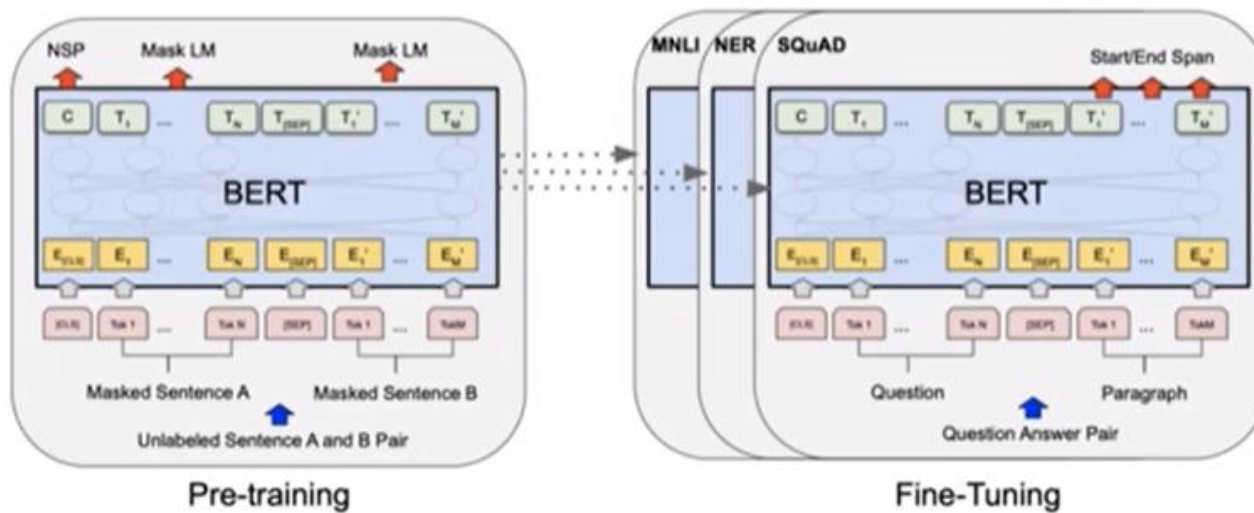 NSP Mask LM Mask LM
C T1 ... TN T[SEP] T1' ... TM'
BERT
E[CLS] E1 ... EN E[SEP] E1' ... EM'
[CLS] Tok 1 ... Tok N [SEP] Tok 1 ... TokM
Masked Sentence A Masked Sentence B
Unlabeled Sentence A and B Pair
Pre-training
MNLI NER SQuAD
Start/End Span
C T1 ... TN T[SEP] T1' ... TM'
BERT
E[CLS] E1 ... EN E[SEP] E1' ... EM'
[CLS] Tok 1 ... Tok N [SEP] Tok 1 ... TokM
Question Paragraph
Question Answer Pair
Fine-Tuning